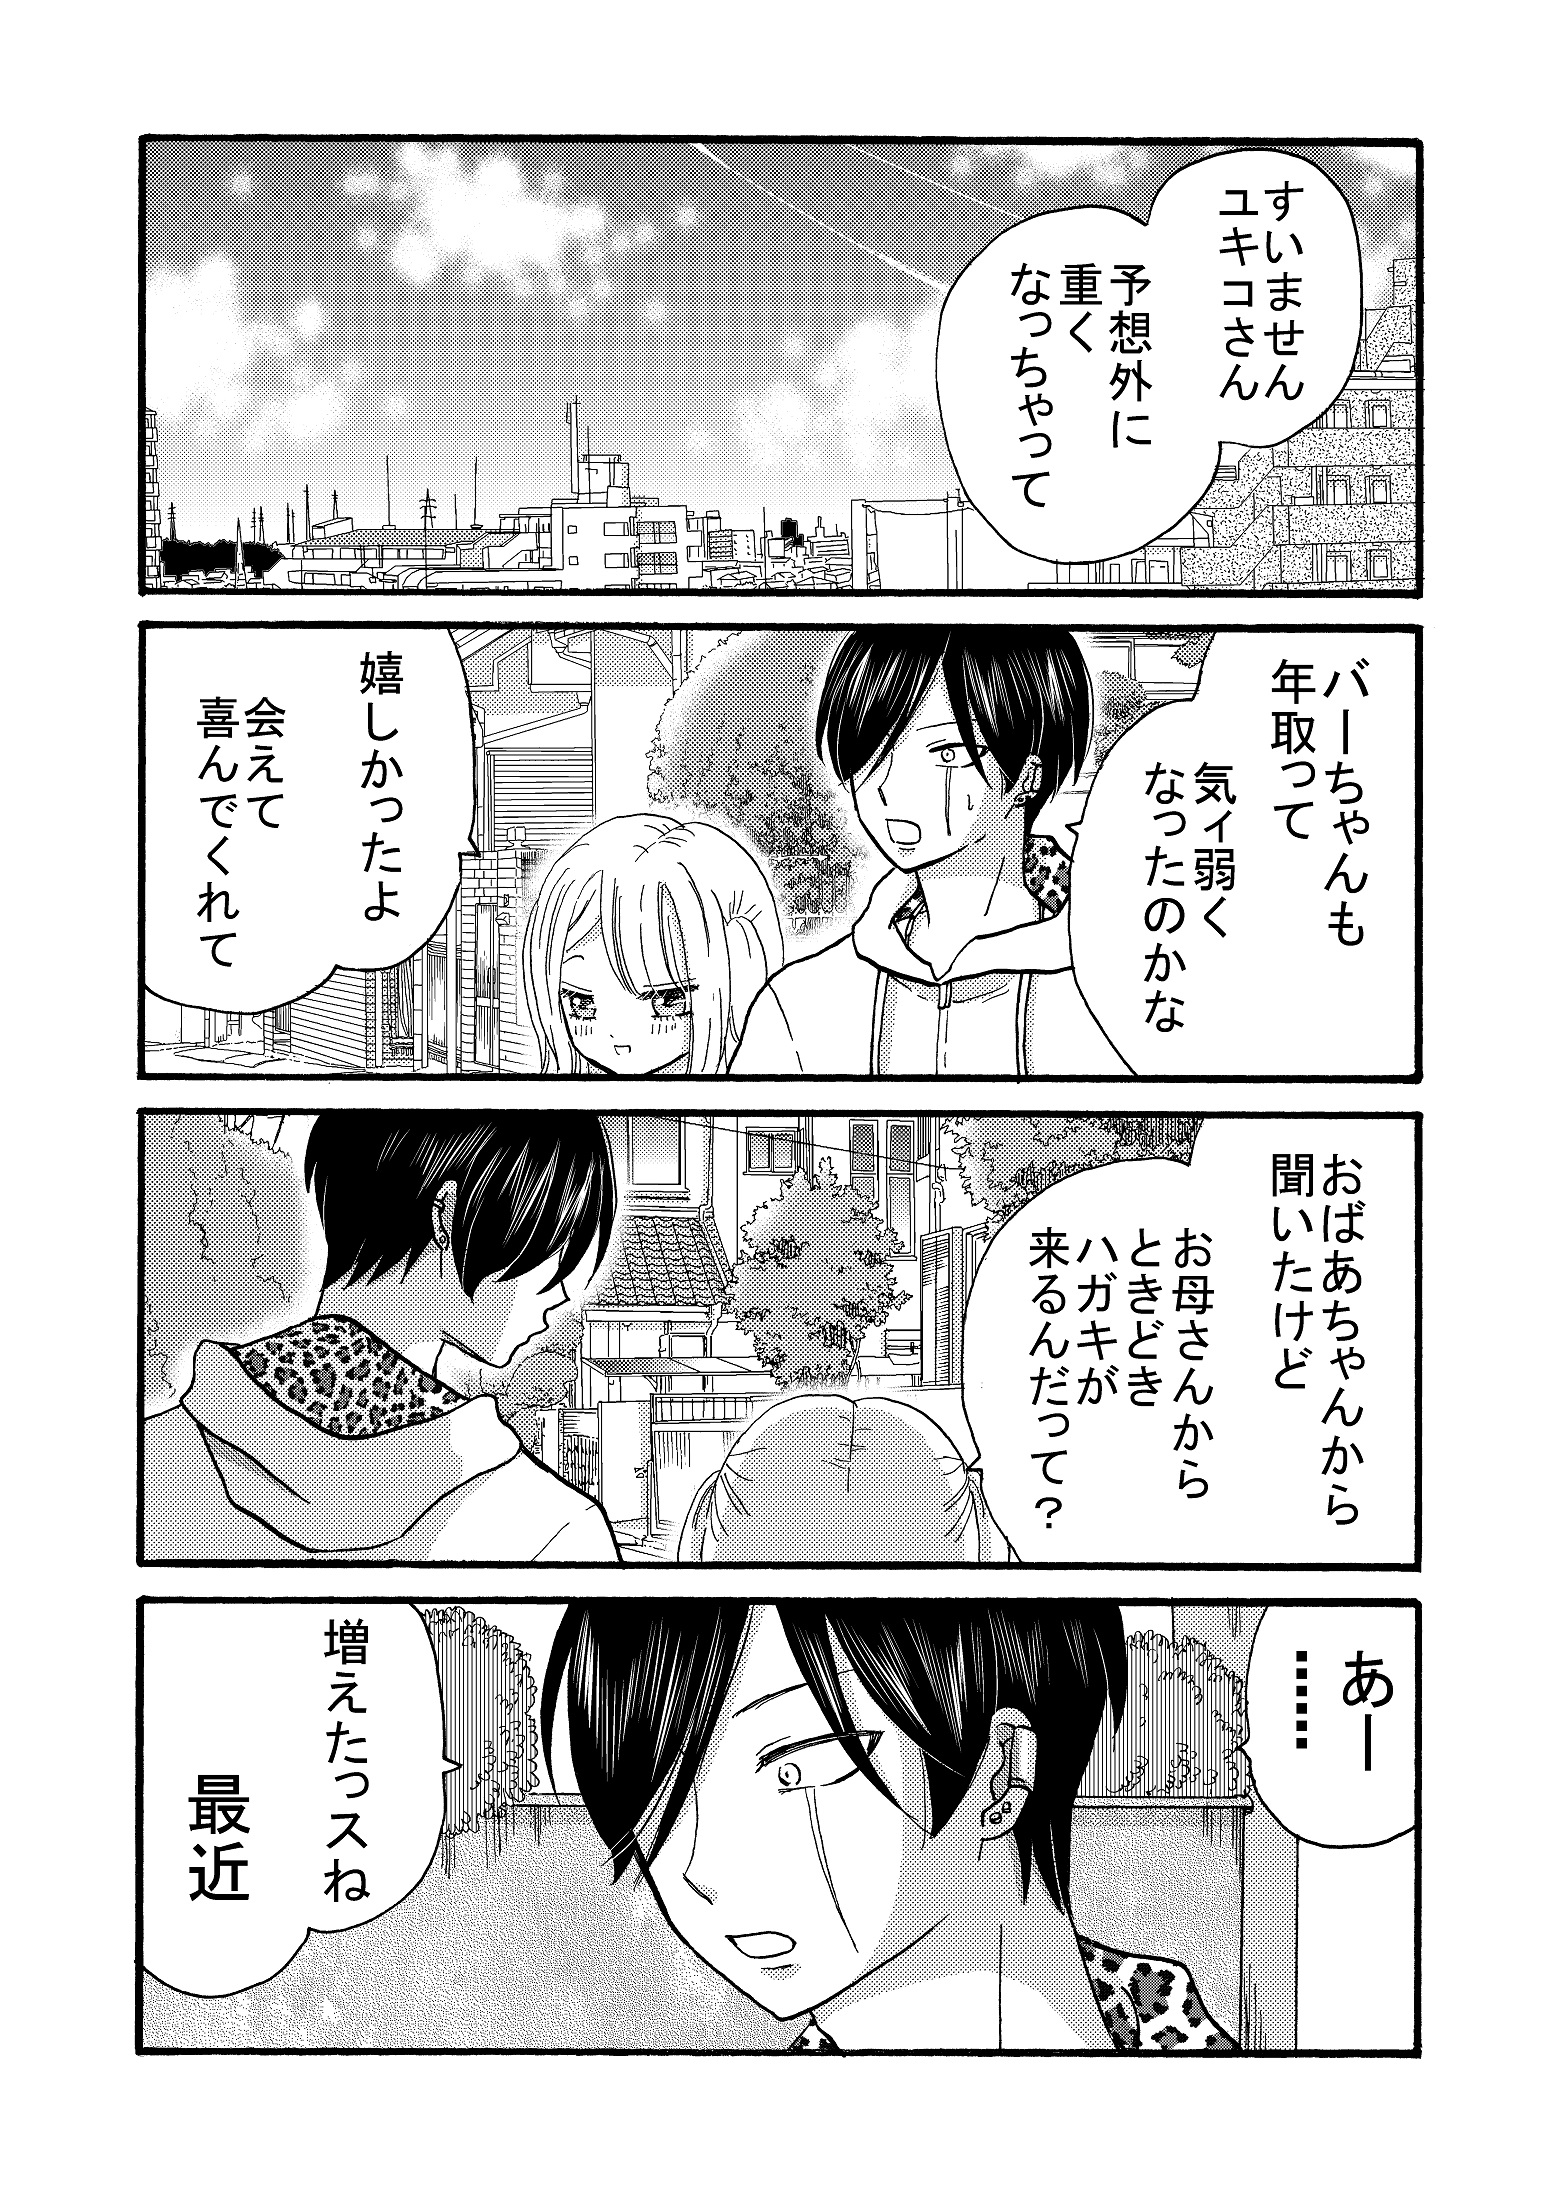 すいません
ユキコさん
予想外に
重く
なっちゃって
バーちゃんも
年取って
気ィ弱く
なったのかな
嬉しかったよ
会えて
喜んでくれて
おばあちゃんから
聞いたけど
お母さんから
ときどき
ハガキが
来るんだって？
あー
……
増えたっスね
最近